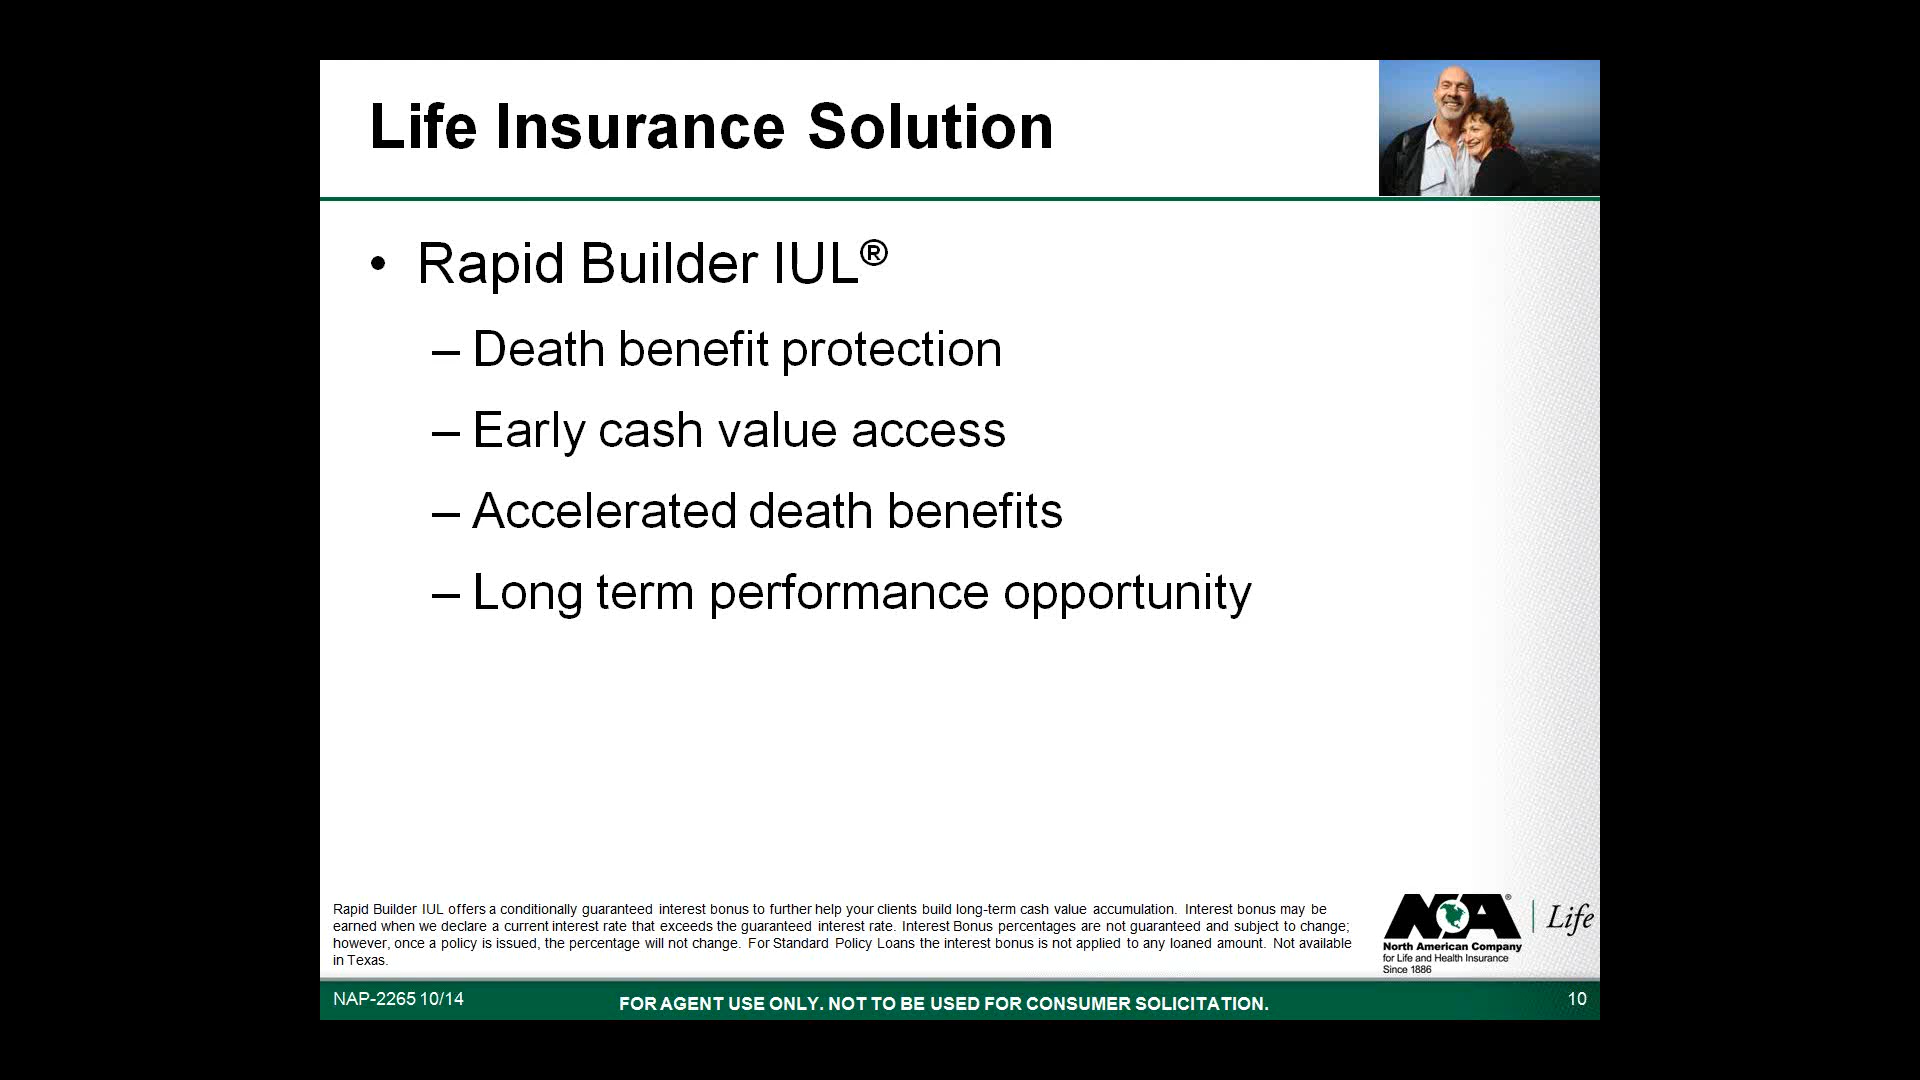 Life Insurance Solution
• Rapid Builder IUL®
– Death benefit protection
– Early cash value access
– Accelerated death benefits
– Long term performance opportunity
Rapid Builder IUL offers a conditionally guaranteed interest bonus to further help your clients build long-term cash value accumulation. Interest bonus may be
earned when we declare a current interest rate that exceeds the guaranteed interest rate. Interest Bonus percentages are not guaranteed and subject to change;
however, once a policy is issued, the percentage will not change. For Standard Policy Loans the interest bonus is not applied to any loaned amount. Not available
in Texas.
NA® | Life
North American Company
for Life and Health Insurance
Since 1886
NAP-2265 10/14
FOR AGENT USE ONLY. NOT TO BE USED FOR CONSUMER SOLICITATION.
10